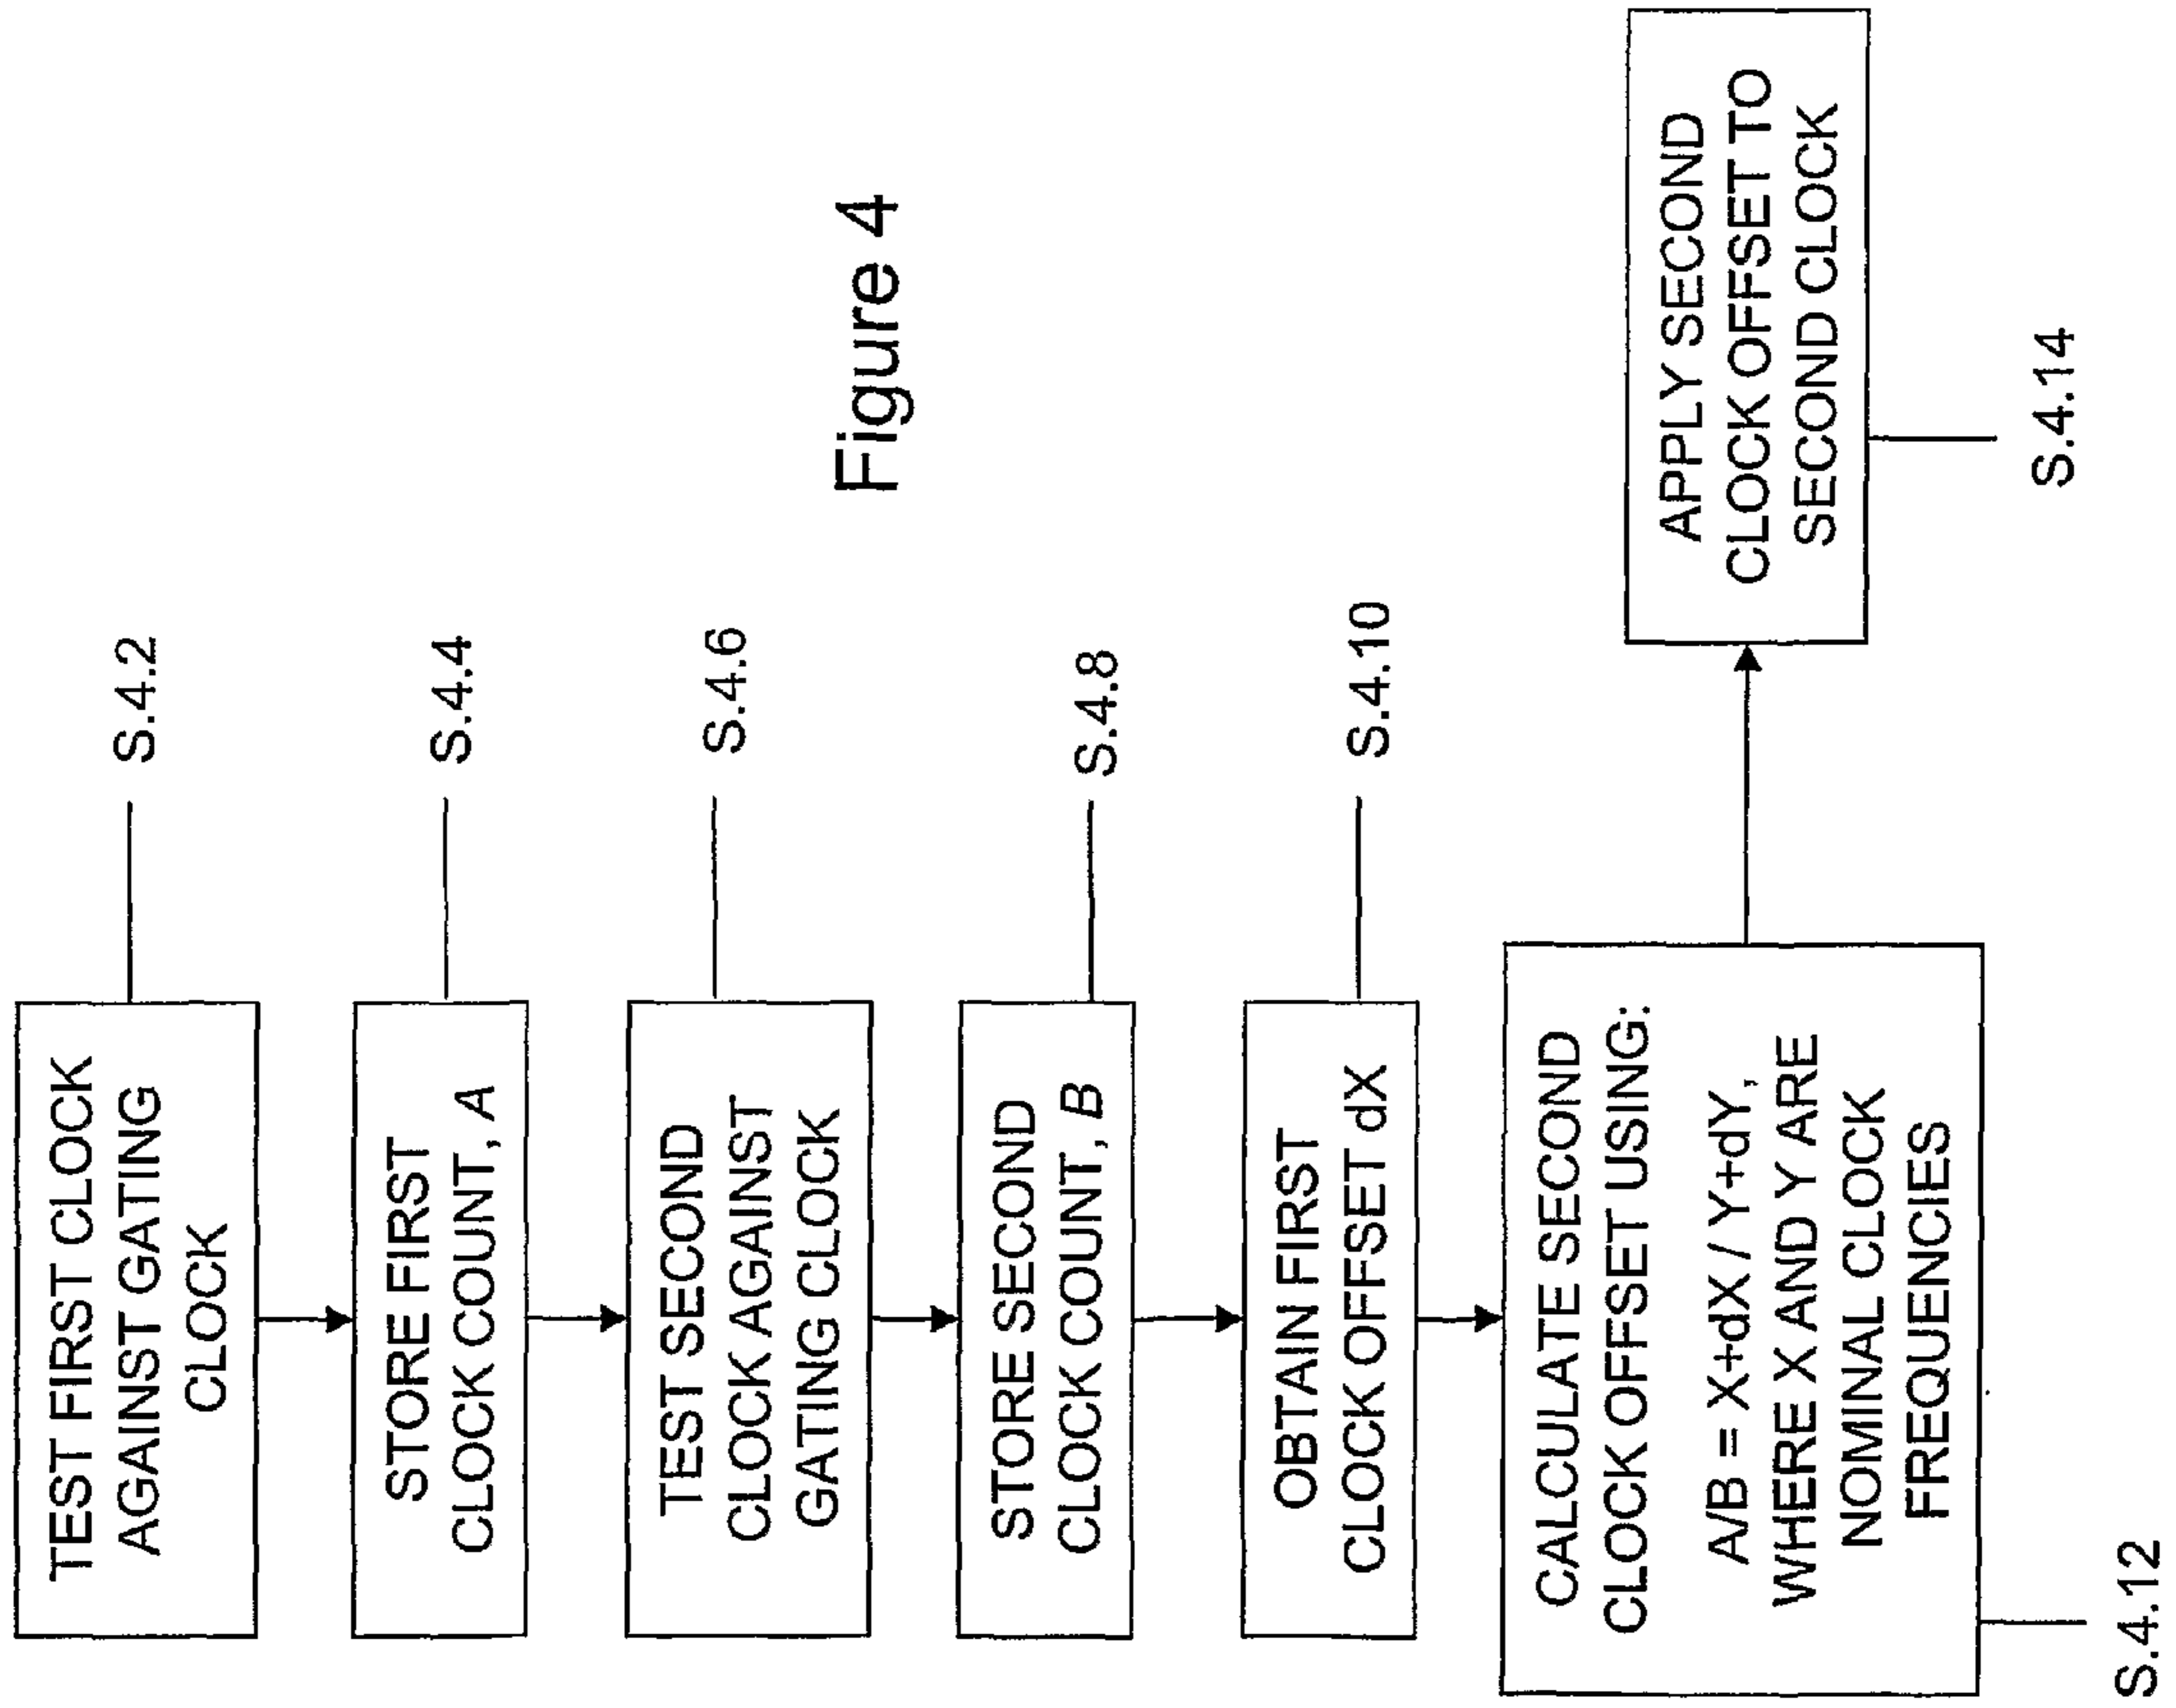 TEST FIRST CLOCK
AGAINST GATING
CLOCK
S.4.2
STORE FIRST
CLOCK COUNT, A
S.4.4
TEST SECOND
CLOCK AGAINST
GATING CLOCK
S.4.6
STORE SECOND
CLOCK COUNT, B
S.4.8
OBTAIN FIRST
CLOCK OFFSET dX
S.4.10
CALCULATE SECOND
CLOCK OFFSET USING:
A/B = X+dX / Y+dY,
WHERE X AND Y ARE
NOMINAL CLOCK
FREQUENCIES
S.4.12
APPLY SECOND
CLOCK OFFSET TO
SECOND CLOCK
S.4.14
Figure 4